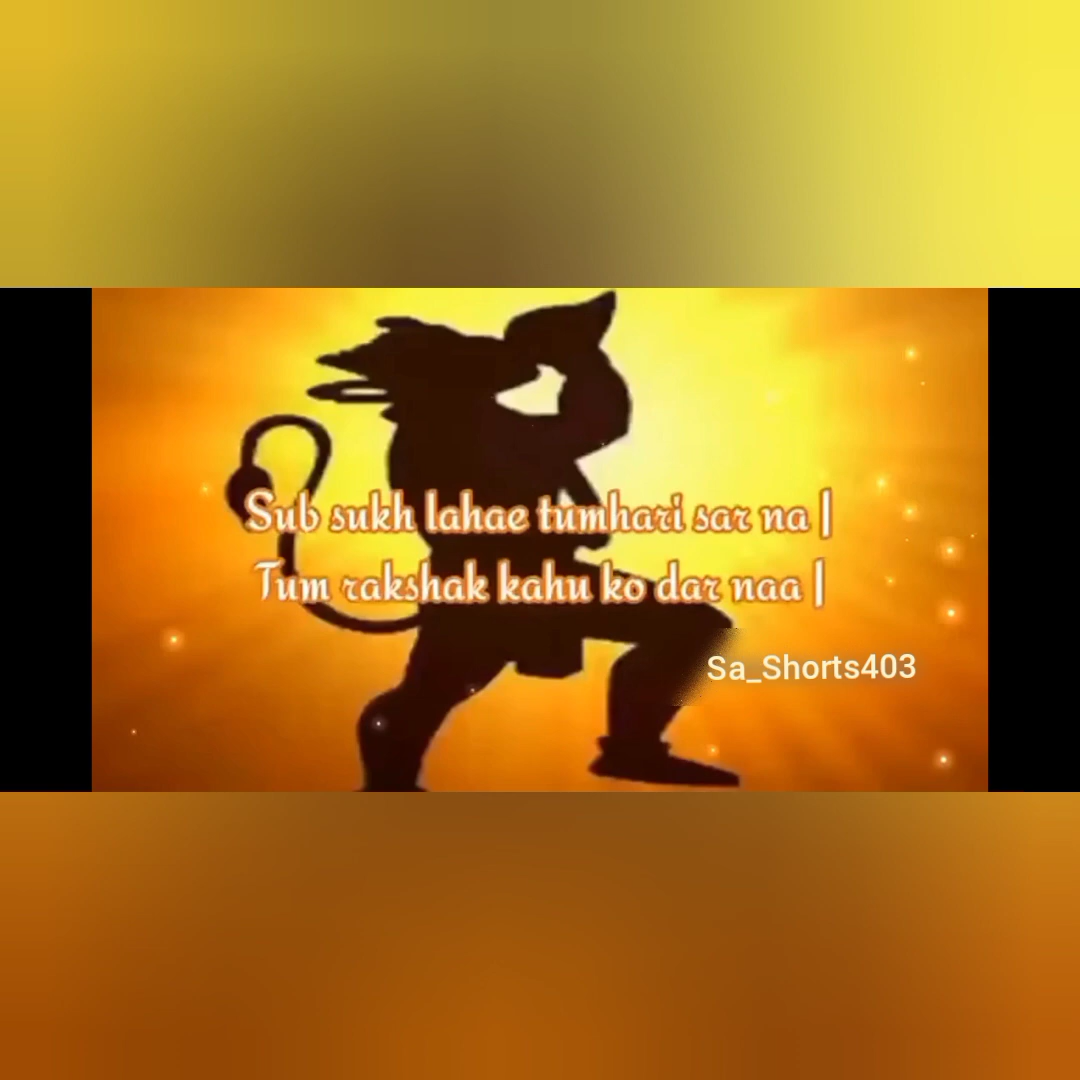 Sub sukh lahae tumhari sar na |
Tum rakshak kahu ko dar naa |
Sa_Shorts403